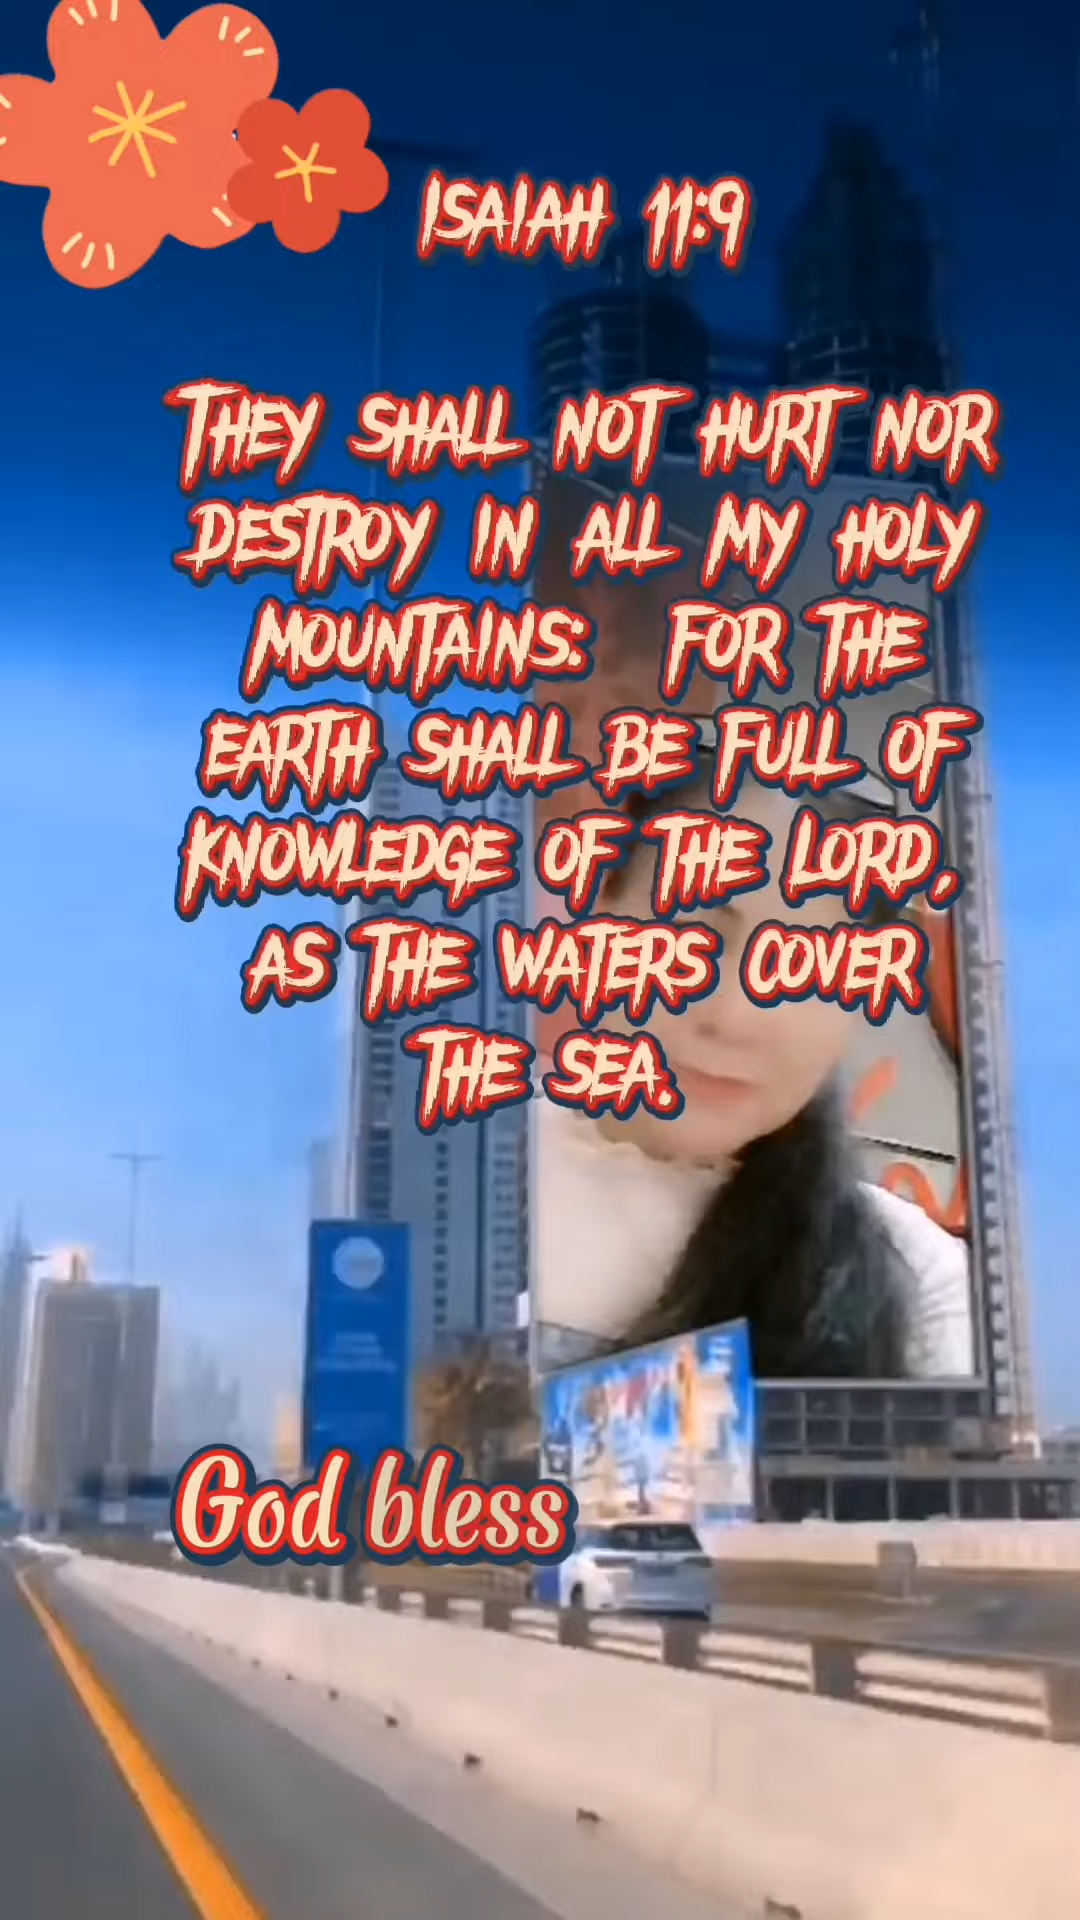 Isaiah 11:9
They shall not hurt nor
destroy in all my holy
Mountains: for the
earth shall be full of
Knowledge of the Lord,
as the waters cover
the sea.
God bless